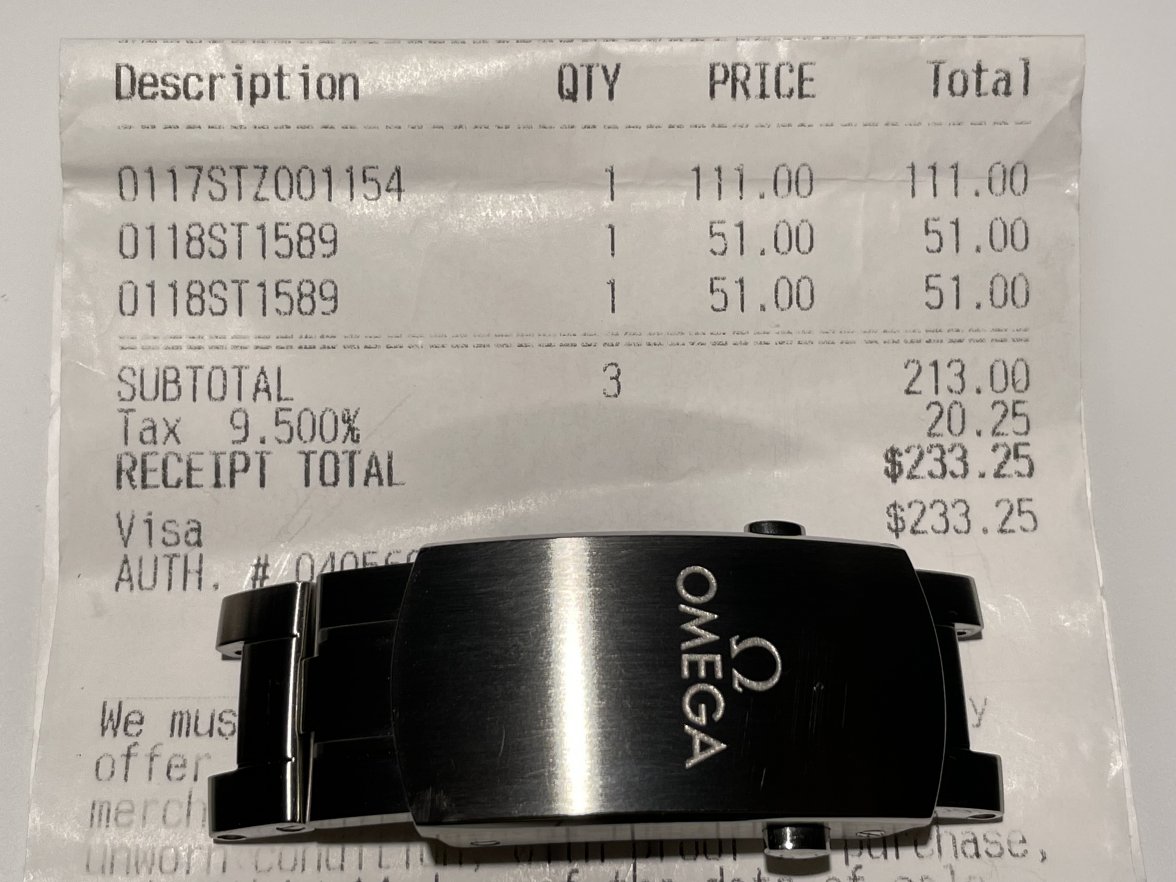 Description QTY PRICE Total
0117STZ001154 1 111.00 111.00
0118ST1589 1 51.00 51.00
0118ST1589 1 51.00 51.00
SUBTOTAL 3 213.00
Tax 9.500% 20.25
RECEIPT TOTAL $233.25
Visa $233.25
AUTH. #
Ω
OMEGA
We
offer
purchase,